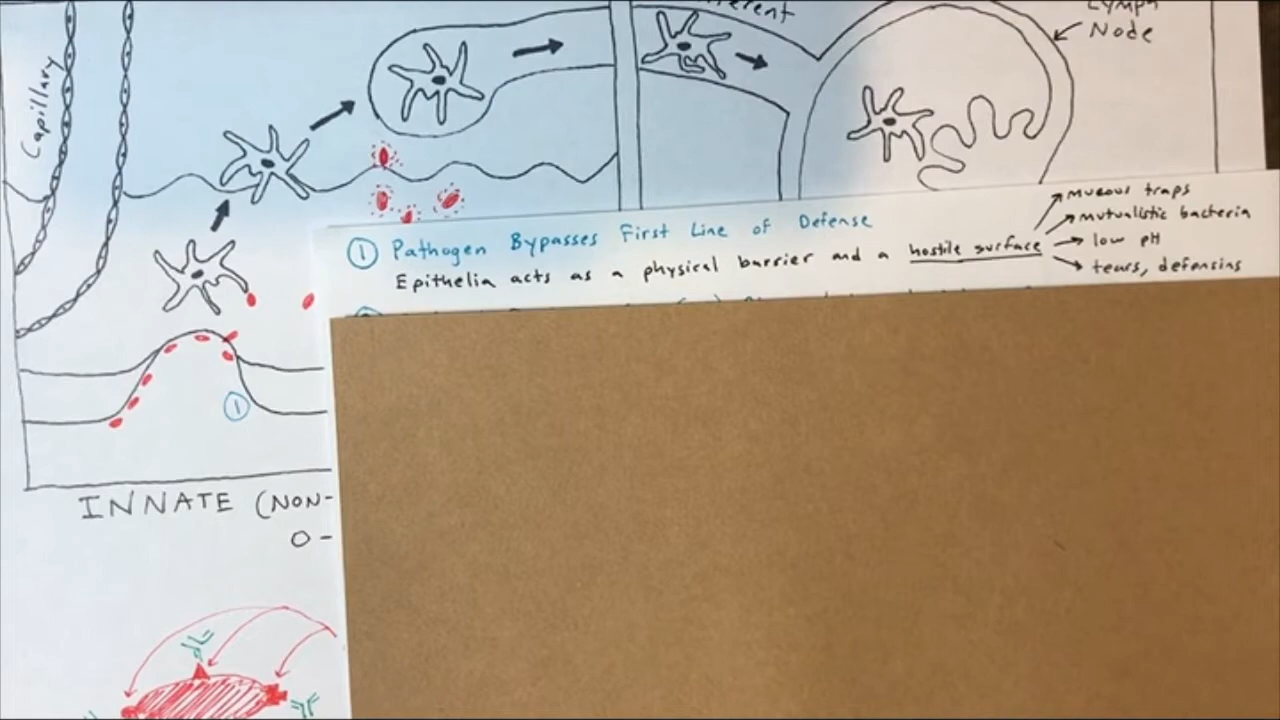 Lymph
Node
Capillary
mucous traps
① Pathogen Bypasses First Line of Defense
mutualistic bacteria
Epithelia acts as a physical barrier and a hostile surface
low pH
tears, defensins
①
INNATE (NON-
0-